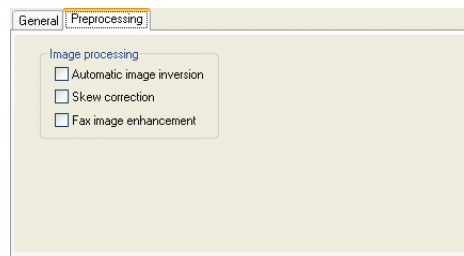 General Preprocessing
Image processing
Automatic image inversion
Skew correction
Fax image enhancement